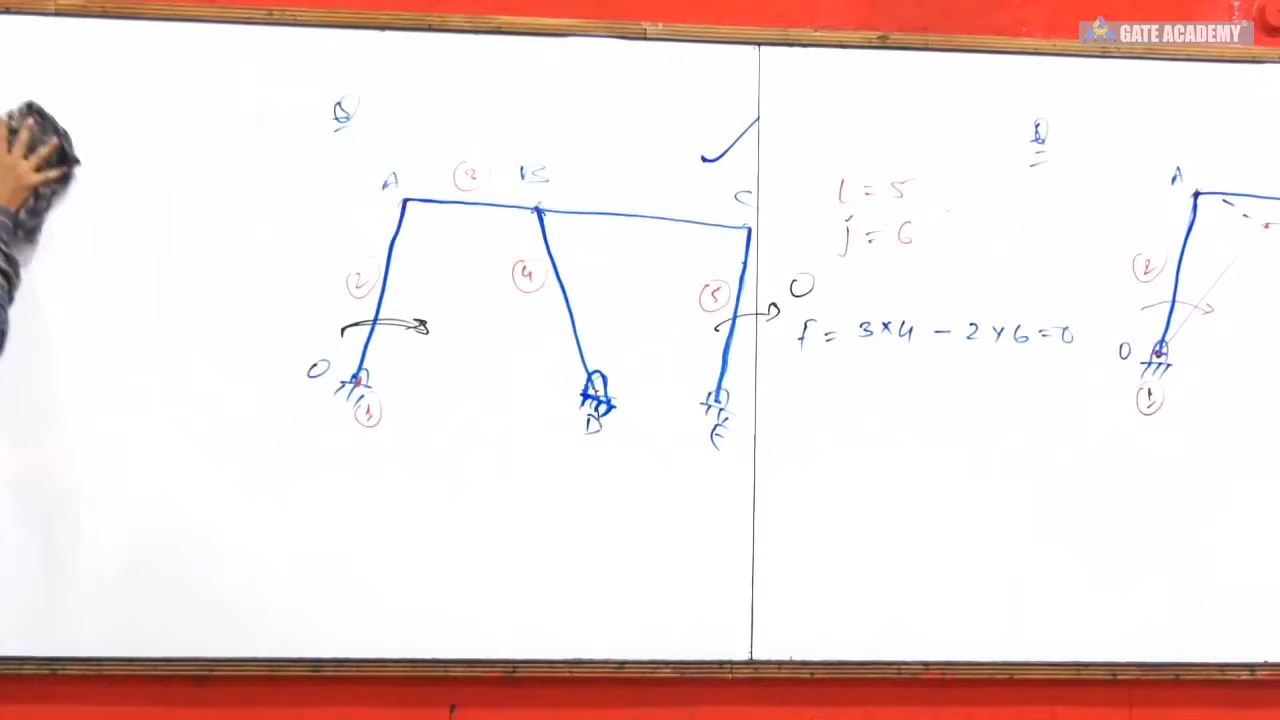 GATE ACADEMY
Q
A
3
B
C
2
4
5
O
1
D
E
l = 5
j = 6
f = 3×4 - 2×6 = 0
Q
A
2
O
1